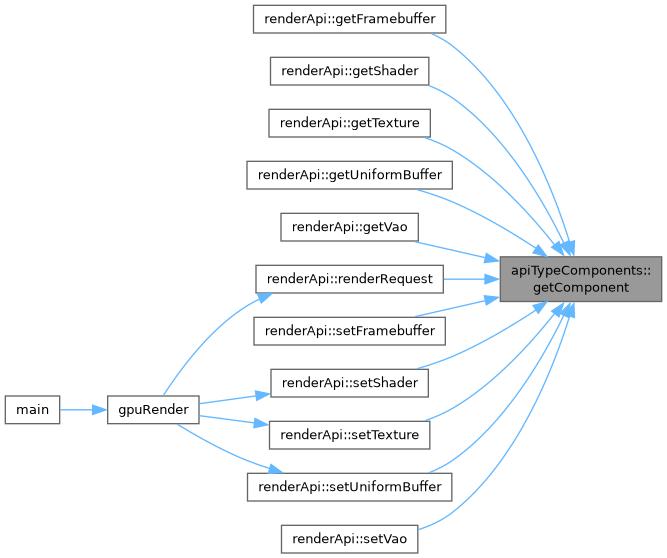 renderApi::getFramebuffer
renderApi::getShader
renderApi::getTexture
renderApi::getUniformBuffer
renderApi::getVao
apiTypeComponents::
getComponent
renderApi::renderRequest
renderApi::setFramebuffer
renderApi::setShader
main
gpuRender
renderApi::setTexture
renderApi::setUniformBuffer
renderApi::setVao